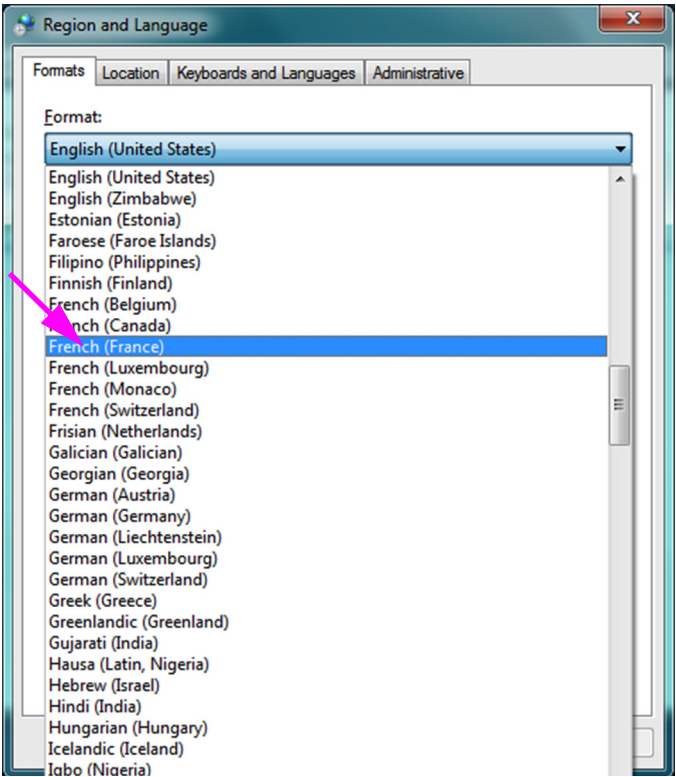 Region and Language
Formats Location Keyboards and Languages Administrative
Format:
English (United States)
English (United States)
English (Zimbabwe)
Estonian (Estonia)
Faroese (Faroe Islands)
Filipino (Philippines)
Finnish (Finland)
French (Belgium)
French (Canada)
French (France)
French (Luxembourg)
French (Monaco)
French (Switzerland)
Frisian (Netherlands)
Galician (Galician)
Georgian (Georgia)
German (Austria)
German (Germany)
German (Liechtenstein)
German (Luxembourg)
German (Switzerland)
Greek (Greece)
Greenlandic (Greenland)
Gujarati (India)
Hausa (Latin, Nigeria)
Hebrew (Israel)
Hindi (India)
Hungarian (Hungary)
Icelandic (Iceland)
Igbo (Nigeria)